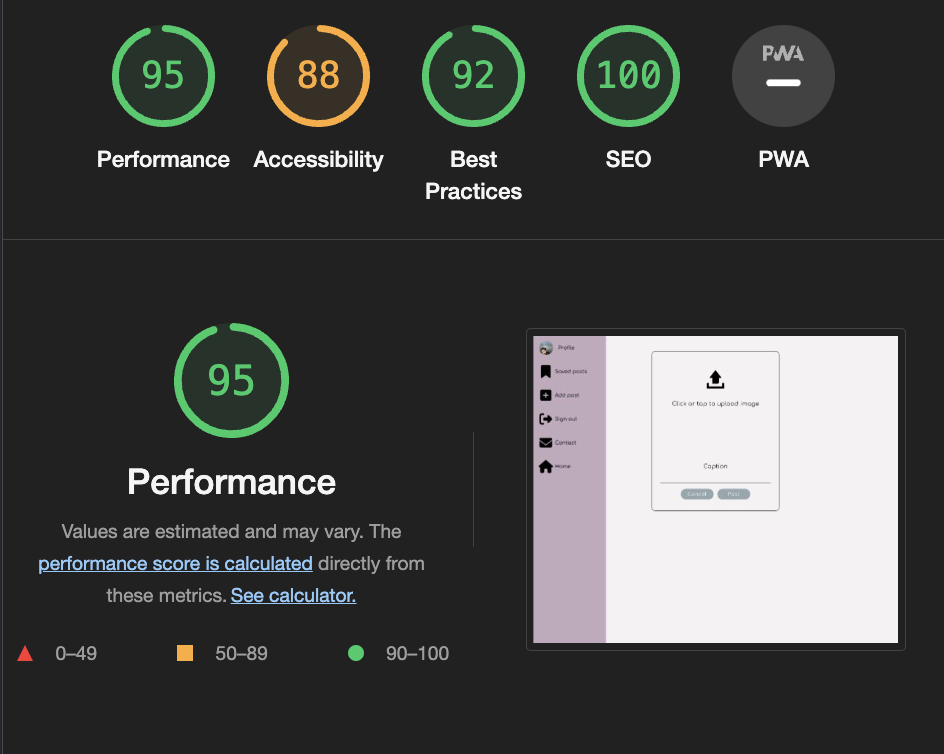 95
88
92
100
PWA
Performance
Accessibility
Best
Practices
SEO
PWA
95
Performance
Values are estimated and may vary. The
performance score is calculated directly from
these metrics. See calculator.
0–49
50–89
90–100
Profile
Saved posts
Add post
Sign out
Contact
Home
Click or tap to upload image
Caption
Cancel
Post